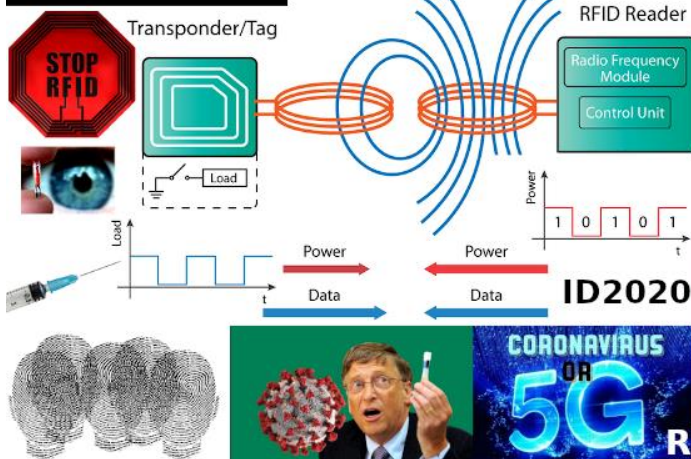 STOP
RFID
Transponder/Tag
RFID Reader
Radio Frequency
Module
Control Unit
Load
Power
1 0 1 0 1
t
Load
t
Power
Power
Data
Data
ID2020
CORONAVIRUS
OR
5G
R